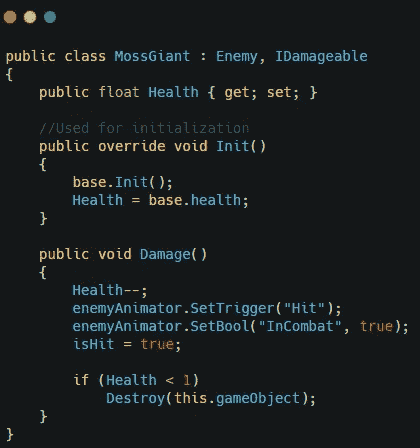 public class MossGiant : Enemy, IDamageable
{
    public float Health { get; set; }

    //Used for initialization
    public override void Init()
    {
        base.Init();
        Health = base.health;
    }

    public void Damage()
    {
        Health--;
        enemyAnimator.SetTrigger("Hit");
        enemyAnimator.SetBool("InCombat", true);
        isHit = true;

        if (Health < 1)
            Destroy(this.gameObject);
    }
}